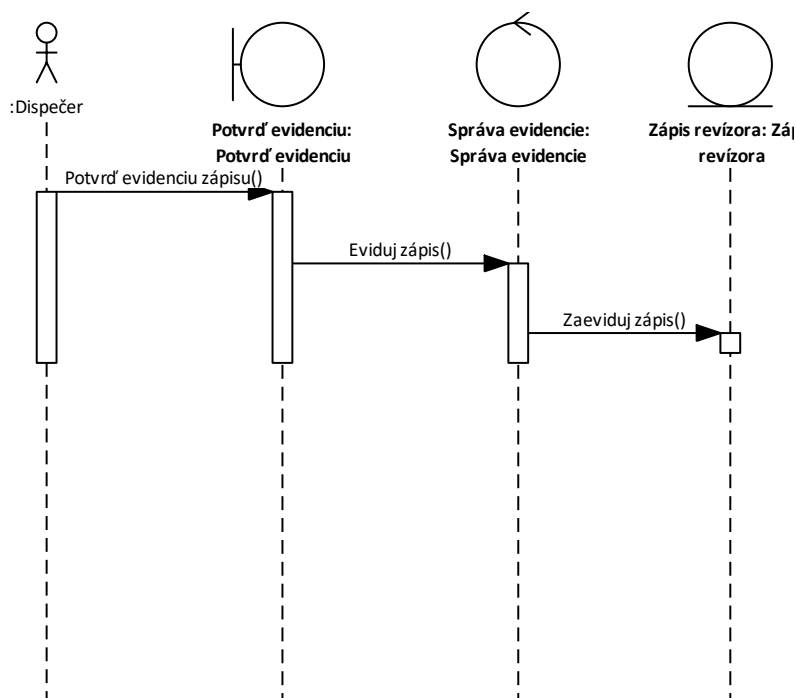 :Dispečer
Potvrď evidenciu:
Potvrď evidenciu
Správa evidencie:
Správa evidencie
Zápis revízora:
revízora
Potvrď evidenciu zápisu()
Eviduj zápis()
Zaeviduj zápis()